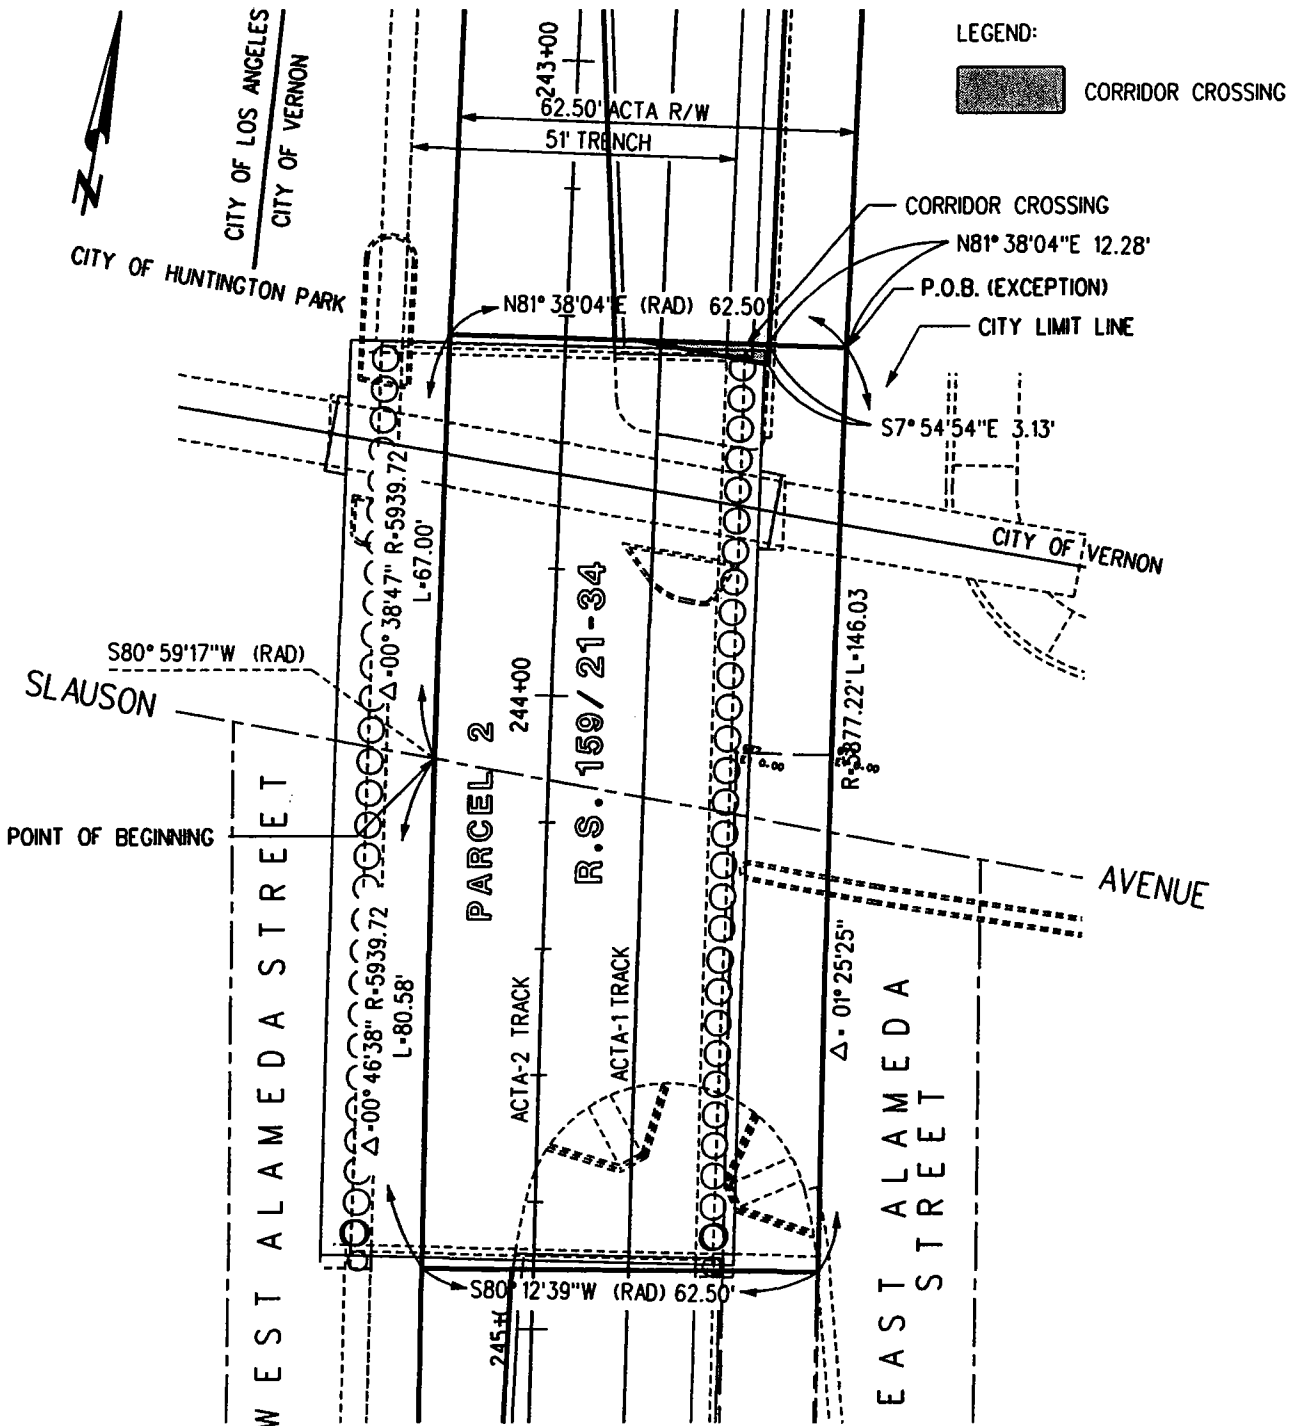 LEGEND:
CORRIDOR CROSSING
CITY OF LOS ANGELES
CITY OF VERNON
N
CITY OF HUNTINGTON PARK
243+00
62.50' ACTA R/W
51' TRENCH
CORRIDOR CROSSING
N81°38'04"E 12.28'
P.O.B. (EXCEPTION)
CITY LIMIT LINE
N81°38'04"E (RAD) 62.50'
S7°54'54"E 3.13'
CITY OF VERNON
Δ=00°38'47" R=5939.72
L=67.00'
S80°59'17"W (RAD)
SLAUSON
POINT OF BEGINNING
PARCEL 2
244+00
R.S. 159/21-34
R=5877.22' L=146.03
AVENUE
WEST ALAMEDA STREET
Δ=00°46'38" R=5939.72
L=80.58'
ACTA-2 TRACK
ACTA-1 TRACK
Δ= 01°25'25"
EAST ALAMEDA
STREET
S80°12'39"W (RAD) 62.50'